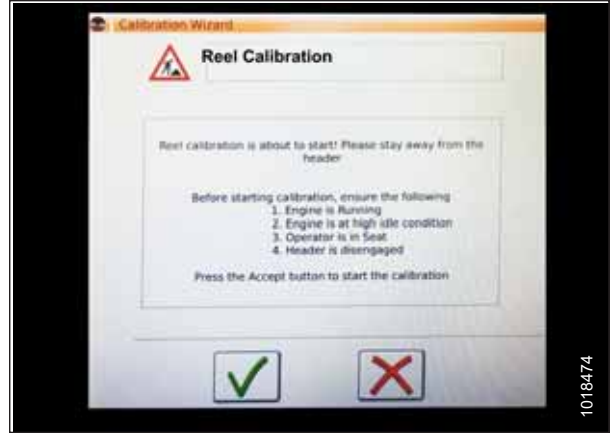 Calibration Wizard
Reel Calibration
Reel calibration is about to start! Please stay away from the
header
Before starting calibration, ensure the following
1. Engine is Running
2. Engine is at high idle condition
3. Operator is in Seat
4. Header is disengaged
Press the Accept button to start the calibration
1018474